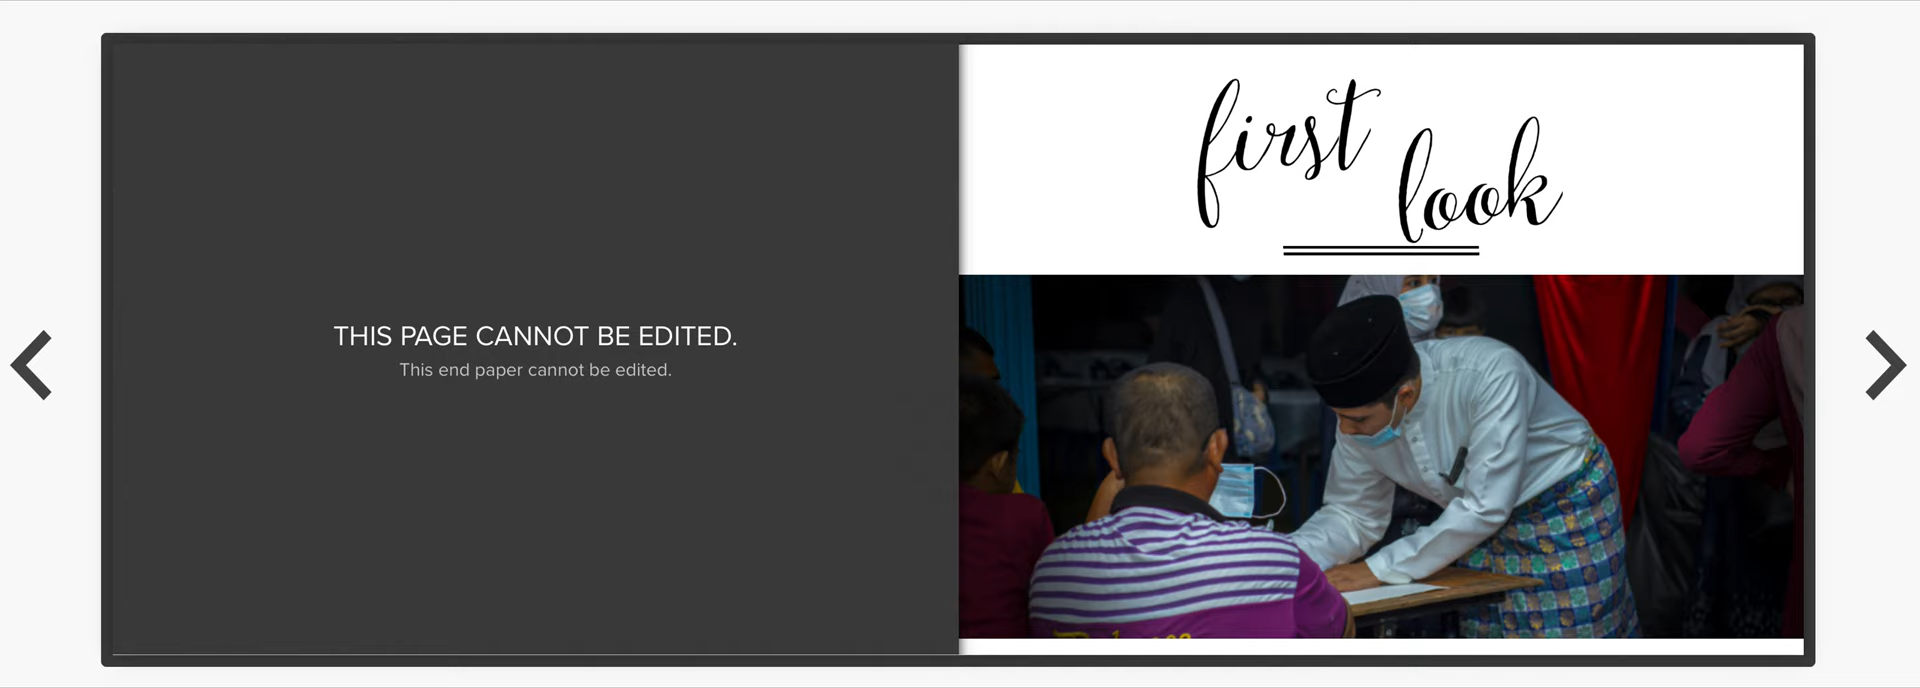 THIS PAGE CANNOT BE EDITED.
This end paper cannot be edited.
first
look